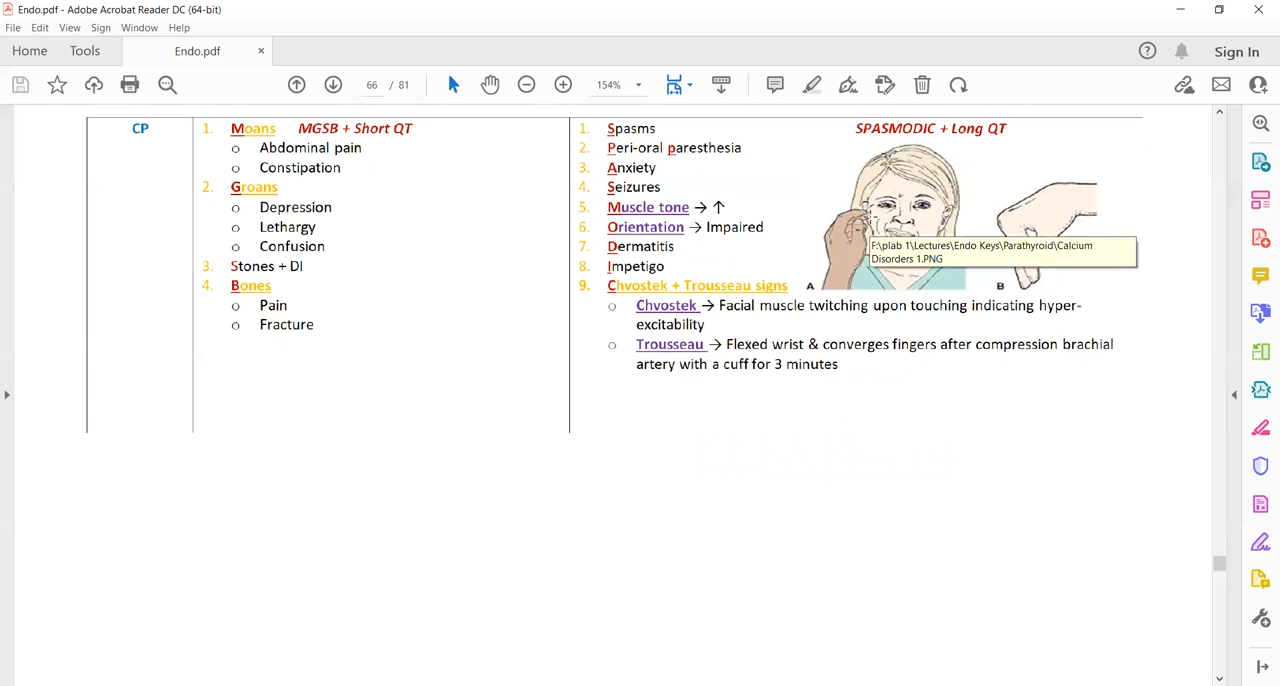 Endo.pdf - Adobe Acrobat Reader DC (64-bit)
File Edit View Sign Window Help
Home Tools Endo.pdf × Sign In
66 / 81 154%
CP
1. Moans MGSB + Short QT
o Abdominal pain
o Constipation
2. Groans
o Depression
o Lethargy
o Confusion
3. Stones + DI
4. Bones
o Pain
o Fracture
1. Spasms SPASMODIC + Long QT
2. Peri-oral paresthesia
3. Anxiety
4. Seizures
5. Muscle tone → ↑
6. Orientation → Impaired
7. Dermatitis
8. Impetigo
9. Chvostek + Trousseau signs
o Chvostek → Facial muscle twitching upon touching indicating hyper-
excitability
o Trousseau → Flexed wrist & converges fingers after compression brachial
artery with a cuff for 3 minutes
F:\plab 1\Lectures\Endo Keys\Parathyroid\Calcium
Disorders 1.PNG
A B